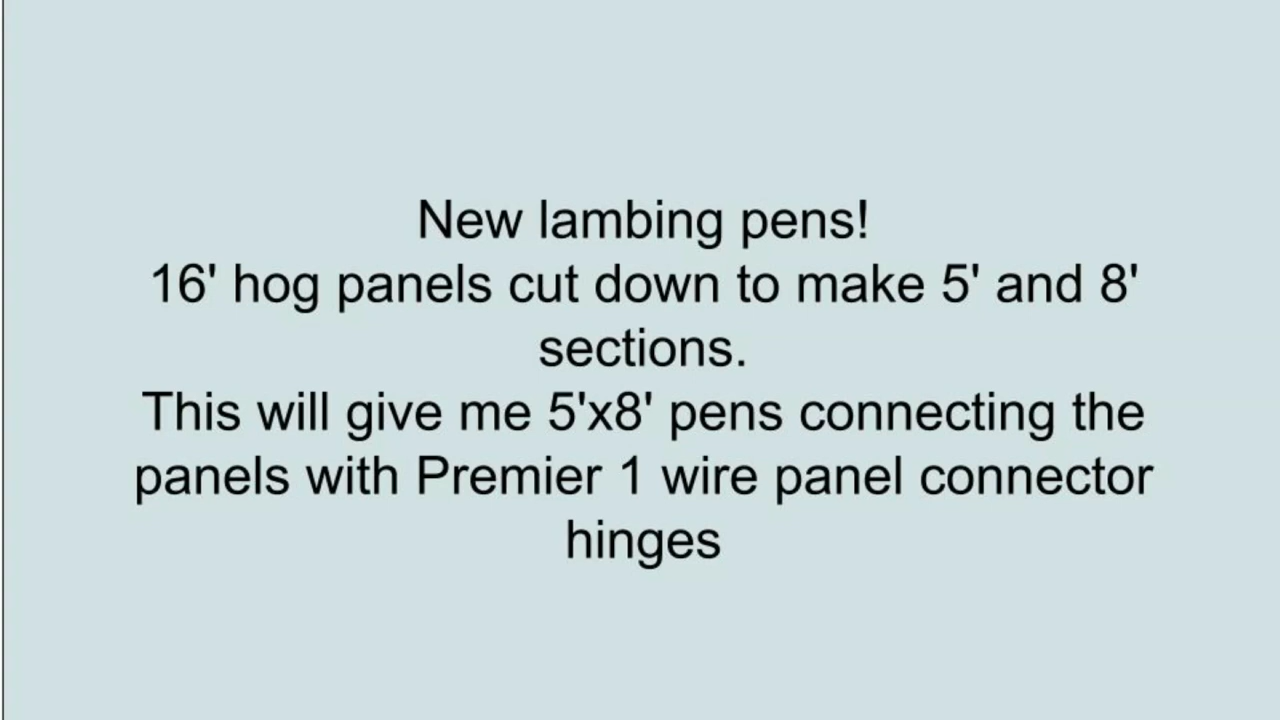 New lambing pens!
16' hog panels cut down to make 5' and 8'
sections.
This will give me 5'x8' pens connecting the
panels with Premier 1 wire panel connector
hinges